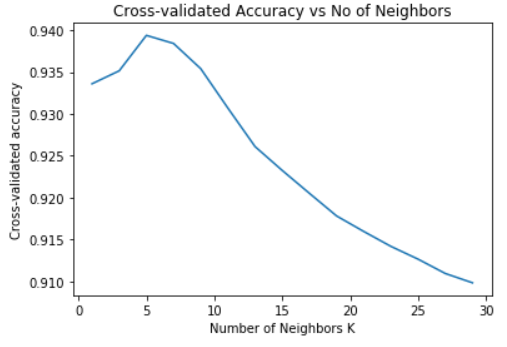 Cross-validated Accuracy vs No of Neighbors
0.940
0.935
0.930
0.925
0.920
0.915
0.910
Cross-validated accuracy
0 5 10 15 20 25 30
Number of Neighbors K